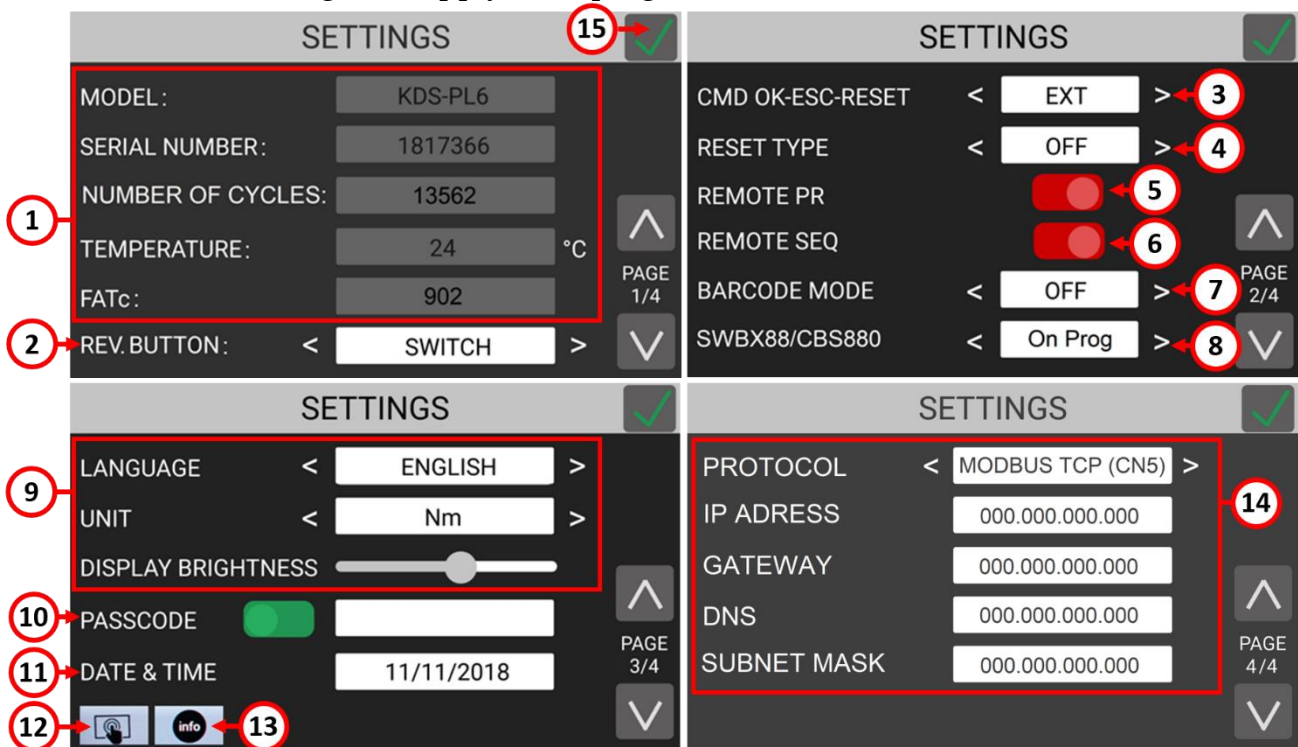 SETTINGS
15
MODEL:
KDS-PL6
SERIAL NUMBER:
1817366
NUMBER OF CYCLES:
13562
TEMPERATURE:
24
°C
FATc:
902
REV. BUTTON:
<
SWITCH
>
PAGE
1/4
1
2
SETTINGS
CMD OK-ESC-RESET
<
EXT
>
3
RESET TYPE
<
OFF
>
4
REMOTE PR
5
REMOTE SEQ
6
BARCODE MODE
<
OFF
>
7
SWBX88/CBS880
<
On Prog
>
8
PAGE
2/4
SETTINGS
LANGUAGE
<
ENGLISH
>
9
UNIT
<
Nm
>
DISPLAY BRIGHTNESS
10
PASSCODE
11
DATE & TIME
11/11/2018
12
info
13
PAGE
3/4
SETTINGS
PROTOCOL
<
MODBUS TCP (CN5)
>
IP ADRESS
000.000.000.000
14
GATEWAY
000.000.000.000
DNS
000.000.000.000
SUBNET MASK
000.000.000.000
PAGE
4/4